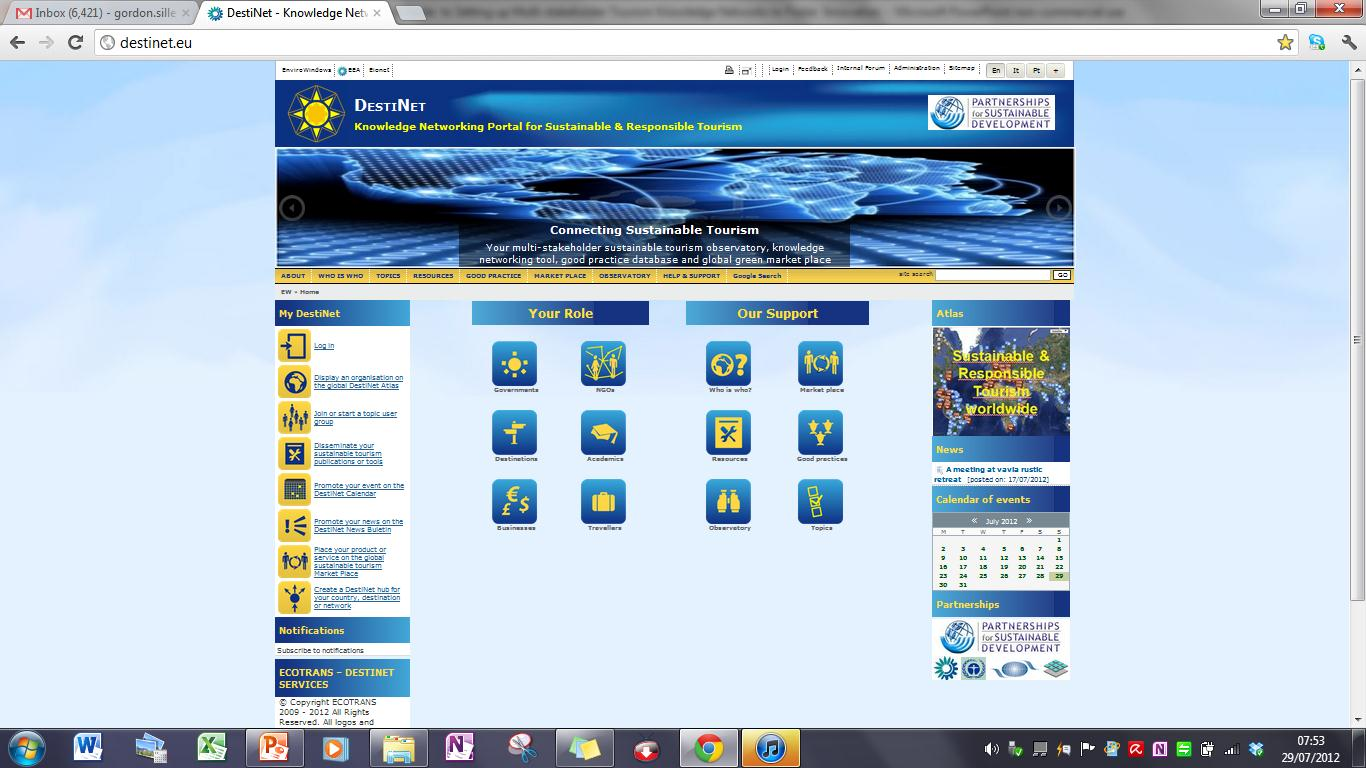 Inbox (6,421) - gordon.sille
DestiNet - Knowledge Netw
destinet.eu
EnviroWindows
EEA
Eionet
Login
Feedback
Internal Forum
Administration
Sitemap
En
It
Pt
+
DESTINET
Knowledge Networking Portal for Sustainable & Responsible Tourism
PARTNERSHIPS
for SUSTAINABLE
DEVELOPMENT
Connecting Sustainable Tourism
Your multi-stakeholder sustainable tourism observatory, knowledge
networking tool, good practice database and global green market place
ABOUT
WHO IS WHO
TOPICS
RESOURCES
GOOD PRACTICE
MARKET PLACE
OBSERVATORY
HELP & SUPPORT
Google Search
site search
GO
EW » Home
My DestiNet
Log in
Display an organisation on
the global DestiNet Atlas
Join or start a topic user
group
Disseminate your
sustainable tourism
publications or tools
Promote your event on the
DestiNet Calendar
Promote your news on the
DestiNet News Buletin
Place your product or
service on the global
sustainable tourism
Market Place
Create a DestiNet hub for
your country, destination
or network
Notifications
Subscribe to notifications
ECOTRANS – DESTINET
SERVICES
© Copyright ECOTRANS
2009 - 2012 All Rights
Reserved. All logos and
Your Role
Governments
NGOs
Destinations
Academics
Businesses
Travellers
Our Support
Who is who?
Market place
Resources
Good practices
Observatory
Topics
Atlas
Sustainable &
Responsible
Tourism
worldwide
News
A meeting at vavla rustic
retreat [posted on: 17/07/2012]
Calendar of events
« July 2012 »
M T W T F S S
1
2 3 4 5 6 7 8
9 10 11 12 13 14 15
16 17 18 19 20 21 22
23 24 25 26 27 28 29
30 31
Partnerships
PARTNERSHIPS
for SUSTAINABLE
DEVELOPMENT
07:53
29/07/2012